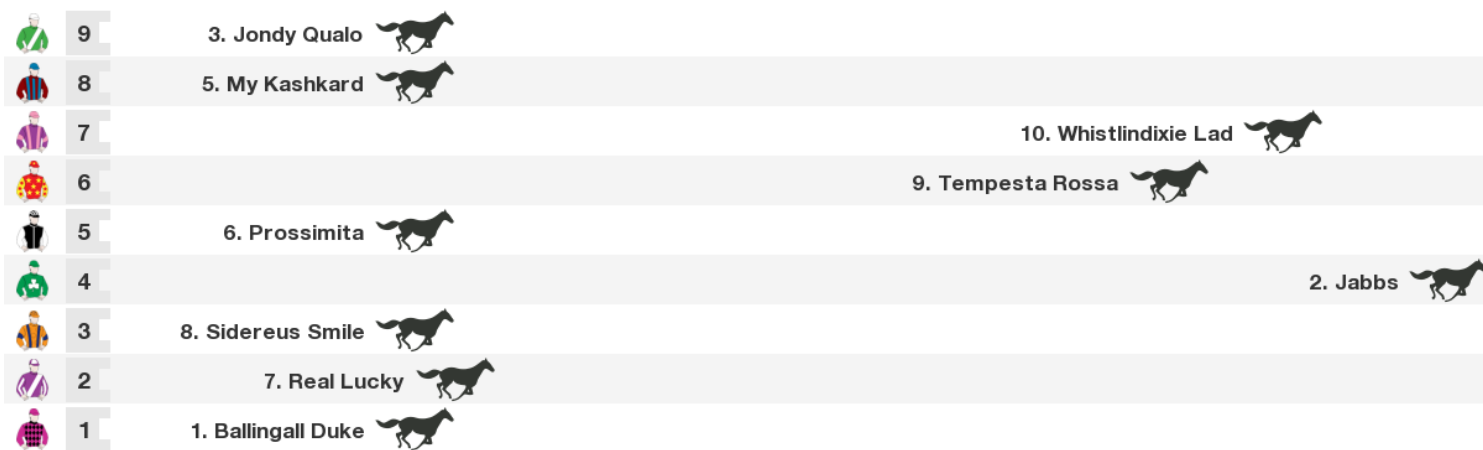 9 3. Jondy Qualo
8 5. My Kashkard
7 10. Whistlindixie Lad
6 9. Tempesta Rossa
5 6. Prossimita
4 2. Jabbs
3 8. Sidereus Smile
2 7. Real Lucky
1 1. Ballingall Duke